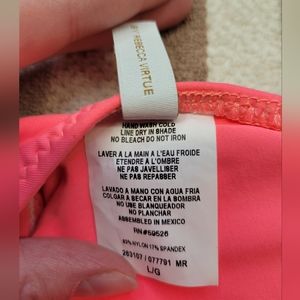 BY REBECCA VIRTUE
HAND WASH COLD
LINE DRY IN SHADE
NO BLEACH DO NOT IRON
LAVER A LA MAIN A L'EAU FROIDE
ETENDRE A L'OMBRE
NE PAS JAVELLISER
NE PAS REPASSER
LAVADO A MANO CON AGUA FRIA
COLGAR A SECAR EN LA SOMBRA
NO USE BLANQUEADOR
NO PLANCHAR
ASSEMBLED IN MEXICO
RN#59526
83% NYLON 17% SPANDEX
263107 / 077791 MR
L/G